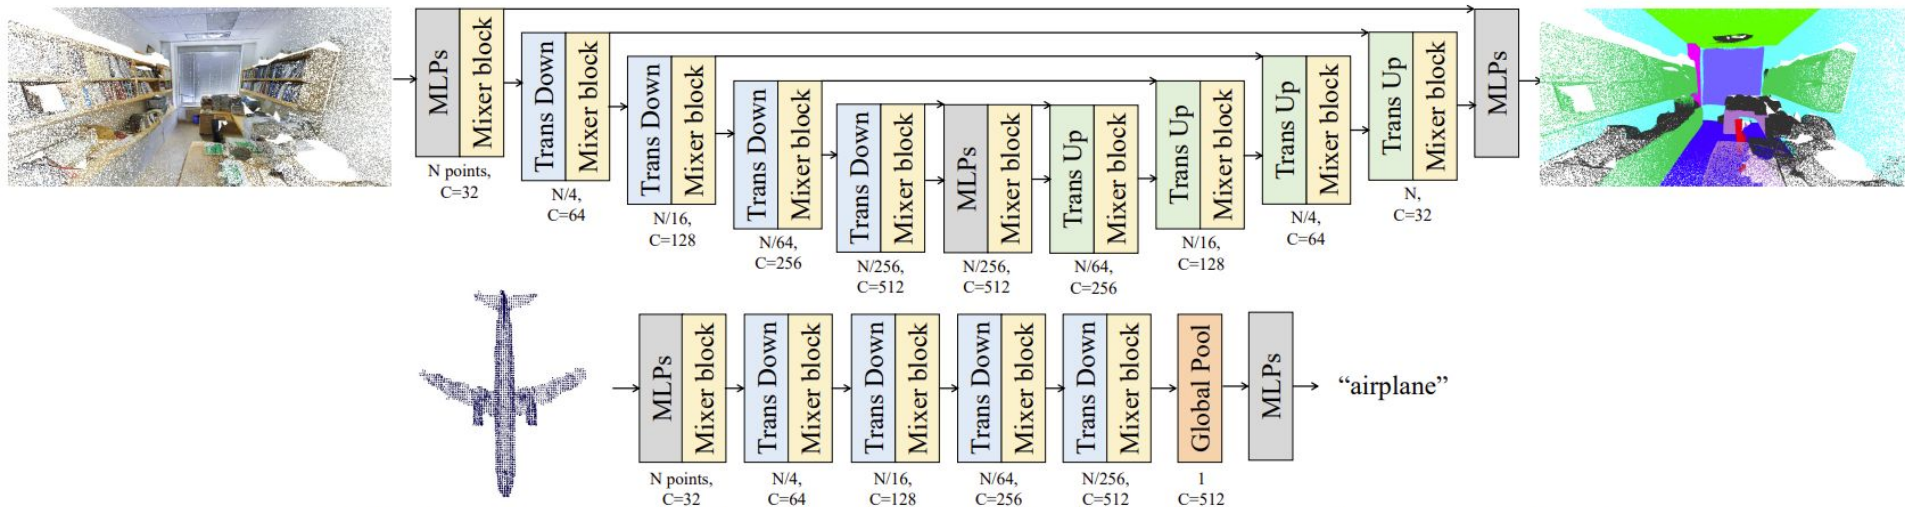 MLPs
Mixer block
N points,
C=32
Trans Down
Mixer block
N/4,
C=64
Trans Down
Mixer block
N/16,
C=128
Trans Down
Mixer block
N/64,
C=256
Trans Down
Mixer block
N/256,
C=512
MLPs
Mixer block
N/256,
C=512
Trans Up
Mixer block
N/64,
C=256
Trans Up
Mixer block
N/16,
C=128
Trans Up
Mixer block
N/4,
C=64
Trans Up
Mixer block
N,
C=32
MLPs
MLPs
Mixer block
N points,
C=32
Trans Down
Mixer block
N/4,
C=64
Trans Down
Mixer block
N/16,
C=128
Trans Down
Mixer block
N/64,
C=256
Trans Down
Mixer block
N/256,
C=512
Global Pool
1
C=512
MLPs
“airplane”